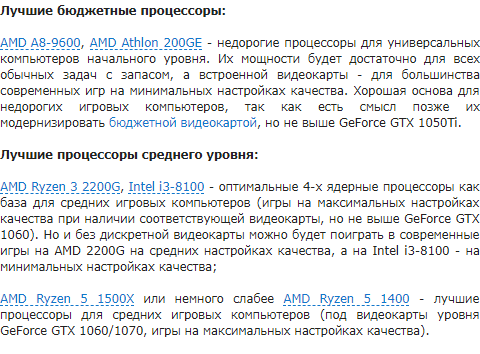 Лучшие бюджетные процессоры:
AMD A8-9600, AMD Athlon 200GE - недорогие процессоры для универсальных
компьютеров начального уровня. Их мощности будет достаточно для всех
обычных задач с запасом, а встроенной видеокарты - для большинства
современных игр на минимальных настройках качества. Хорошая основа для
недорогих игровых компьютеров, так как есть смысл позже их
модернизировать бюджетной видеокартой, но не выше GeForce GTX 1050Ti.
Лучшие процессоры среднего уровня:
AMD Ryzen 3 2200G, Intel i3-8100 - оптимальные 4-х ядерные процессоры как
база для средних игровых компьютеров (игры на максимальных настройках
качества при наличии соответствующей видеокарты, но не выше GeForce GTX
1060). Но и без дискретной видеокарты можно будет поиграть в современные
игры на AMD 2200G на средних настройках качества, а на Intel i3-8100 - на
минимальных настройках качества;
AMD Ryzen 5 1500X или немного слабее AMD Ryzen 5 1400 - лучшие
процессоры для средних игровых компьютеров (под видеокарты уровня
GeForce GTX 1060/1070, игры на максимальных настройках качества).